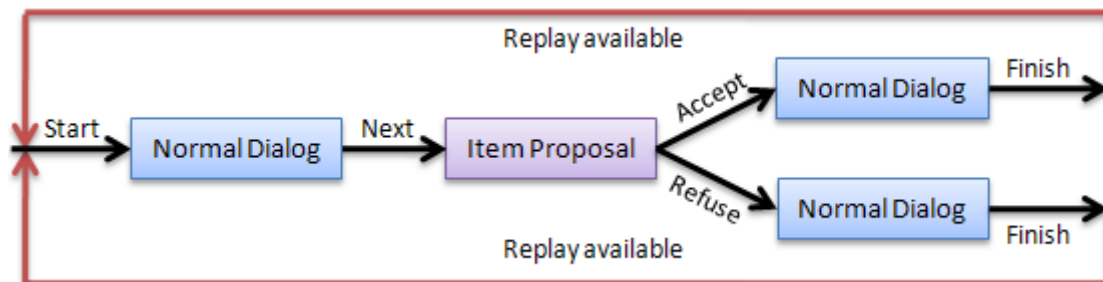 Replay available
Start
Normal Dialog
Next
Item Proposal
Accept
Normal Dialog
Finish
Refuse
Normal Dialog
Finish
Replay available